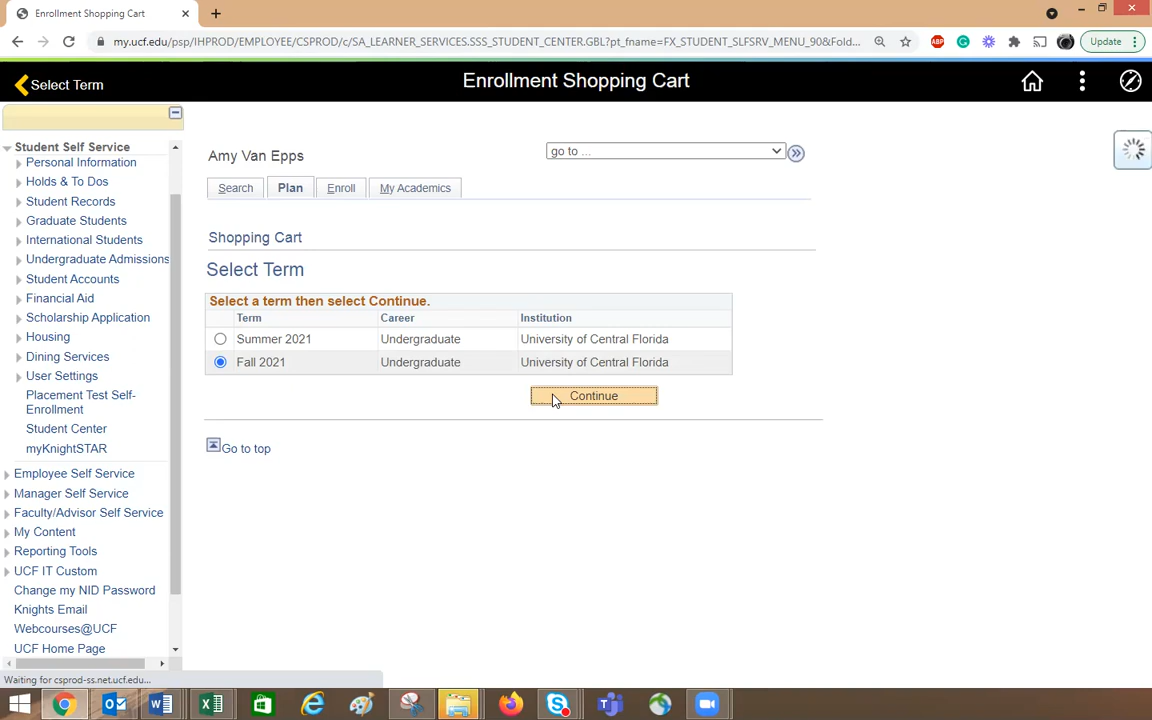 Enrollment Shopping Cart
my.ucf.edu/psp/IHPROD/EMPLOYEE/CSPROD/c/SA_LEARNER_SERVICES.SSS_STUDENT_CENTER.GBL?pt_fname=FX_STUDENT_SLFSRV_MENU_90&Fold...
ABP
Update
Select Term
Enrollment Shopping Cart
Student Self Service
Personal Information
Holds & To Dos
Student Records
Graduate Students
International Students
Undergraduate Admissions
Student Accounts
Financial Aid
Scholarship Application
Housing
Dining Services
User Settings
Placement Test Self-
Enrollment
Student Center
myKnightSTAR
Employee Self Service
Manager Self Service
Faculty/Advisor Self Service
My Content
Reporting Tools
UCF IT Custom
Change my NID Password
Knights Email
Webcourses@UCF
UCF Home Page
Amy Van Epps
go to ...
Search Plan Enroll My Academics
Shopping Cart
Select Term
Select a term then select Continue.
Term Career Institution
Summer 2021 Undergraduate University of Central Florida
Fall 2021 Undergraduate University of Central Florida
Continue
Go to top
Waiting for csprod-ss.net.ucf.edu...